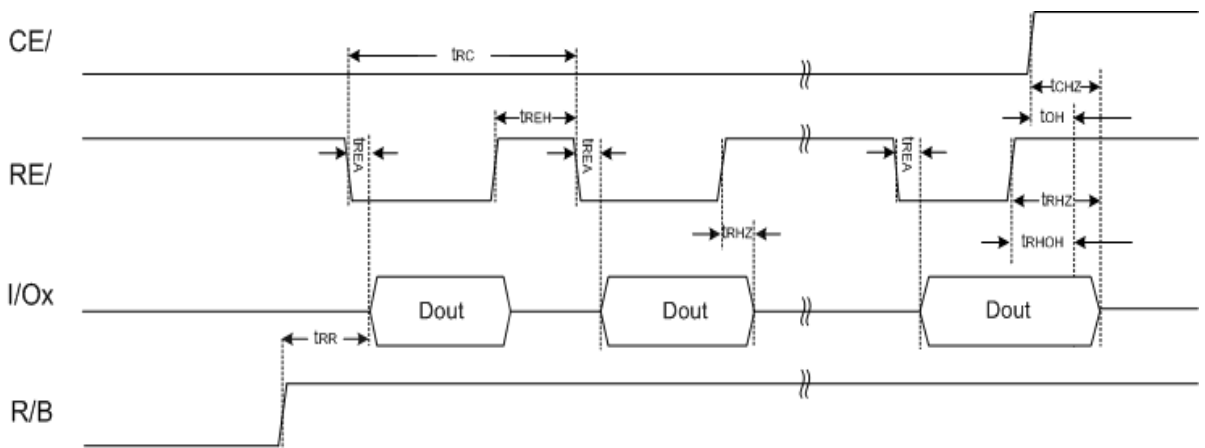 CE/
tRC
tCHZ
tREH
tOH
tREA
tREA
tREA
RE/
tRHZ
tRHZ
tRHOH
I/Ox
Dout
Dout
Dout
tRR
R/B